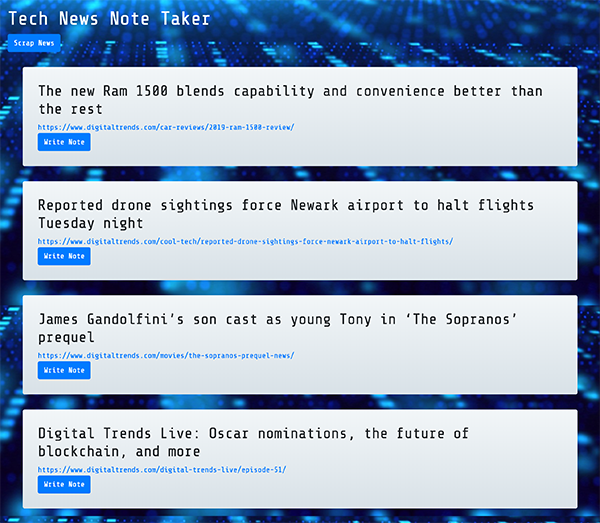 Tech News Note Taker
Scrap News
The new Ram 1500 blends capability and convenience better than
the rest
https://www.digitaltrends.com/car-reviews/2019-ram-1500-review/
Write Note
Reported drone sightings force Newark airport to halt flights
Tuesday night
https://www.digitaltrends.com/cool-tech/reported-drone-sightings-force-newark-airport-to-halt-flights/
Write Note
James Gandolfini’s son cast as young Tony in ‘The Sopranos’
prequel
https://www.digitaltrends.com/movies/the-sopranos-prequel-news/
Write Note
Digital Trends Live: Oscar nominations, the future of
blockchain, and more
https://www.digitaltrends.com/digital-trends-live/episode-51/
Write Note